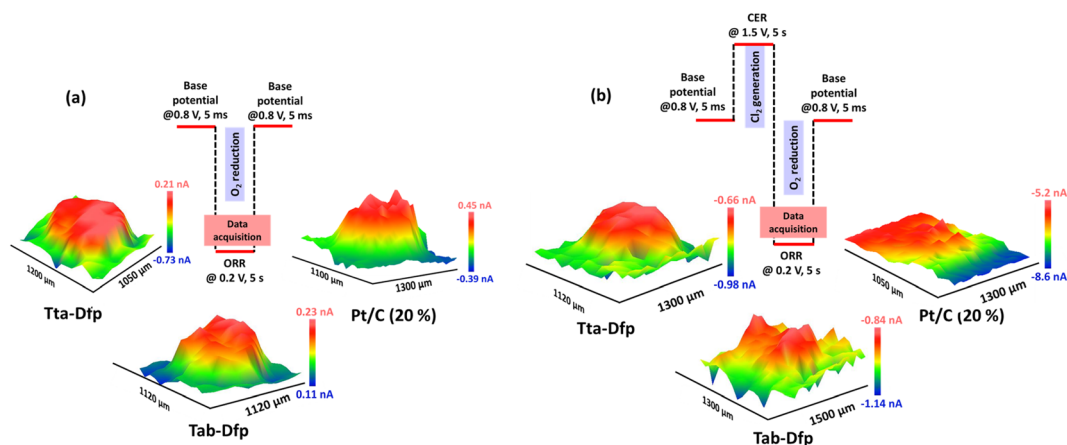 (a)
Base
potential
@0.8 V, 5 ms
Base
potential
@0.8 V, 5 ms
O₂ reduction
Data
acquisition
ORR
@ 0.2 V, 5 s
0.21 nA
-0.73 nA
1200 µm
1050 µm
Tta-Dfp
0.45 nA
-0.39 nA
1100 µm
1300 µm
Pt/C (20 %)
0.23 nA
0.11 nA
1120 µm
1120 µm
Tab-Dfp
(b)
CER
@ 1.5 V, 5 s
Cl₂ generation
Base
potential
@0.8 V, 5 ms
Base
potential
@0.8 V, 5 ms
O₂ reduction
Data
acquisition
ORR
@ 0.2 V, 5 s
-0.66 nA
-0.98 nA
1120 µm
1300 µm
Tta-Dfp
-5.2 nA
-8.6 nA
1050 µm
1300 µm
Pt/C (20 %)
-0.84 nA
-1.14 nA
1300 µm
1500 µm
Tab-Dfp